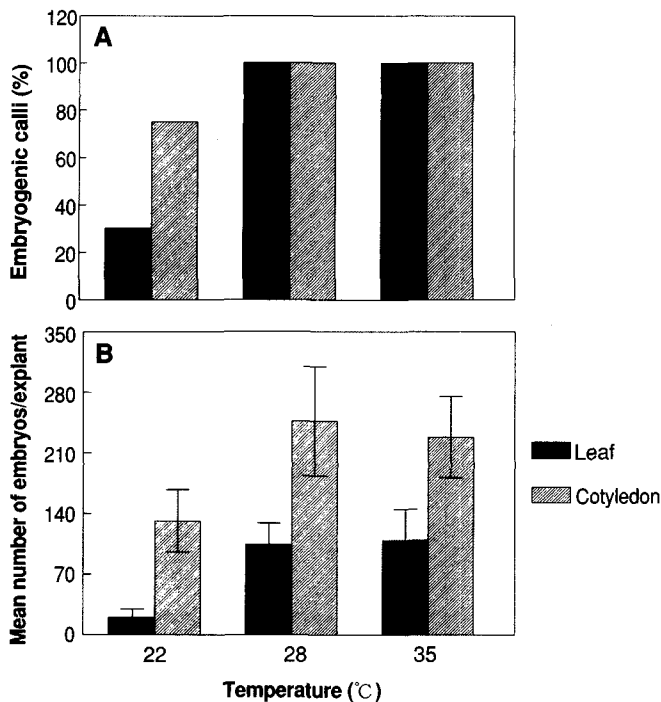 A
Embryogenic calli (%)
120
100
80
60
40
20
0
B
Mean number of embryos/explant
350
280
210
140
70
0
22
28
35
Temperature (℃)
Leaf
Cotyledon